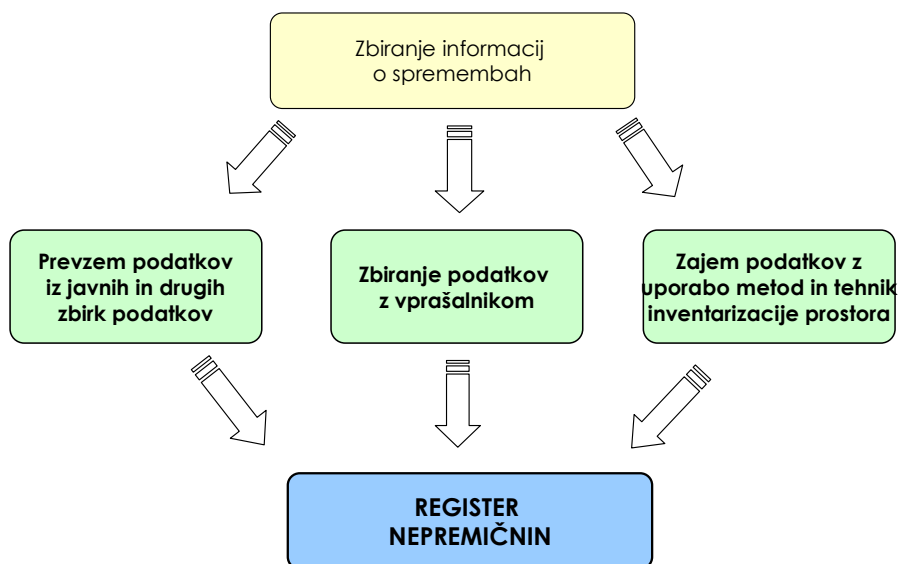 Zbiranje informacij
o spremembah
Prevzem podatkov
iz javnih in drugih
zbirk podatkov
Zbiranje podatkov
z vprašalnikom
Zajem podatkov z
uporabo metod in tehnik
inventarizacije prostora
REGISTER
NEPREMIČNIN